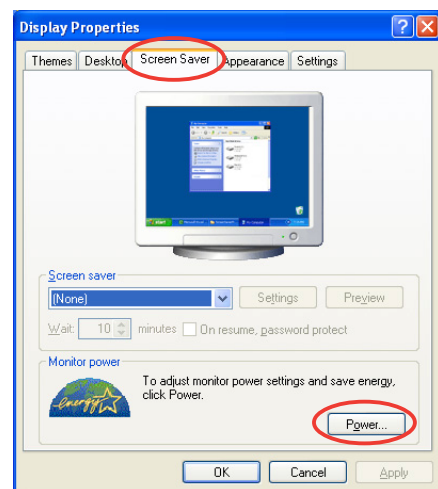 Display Properties
Themes Desktop Screen Saver Appearance Settings
Screen saver
(None) Settings Preview
Wait: 10 minutes On resume, password protect
Monitor power
To adjust monitor power settings and save energy,
click Power.
energy
Power...
OK Cancel Apply